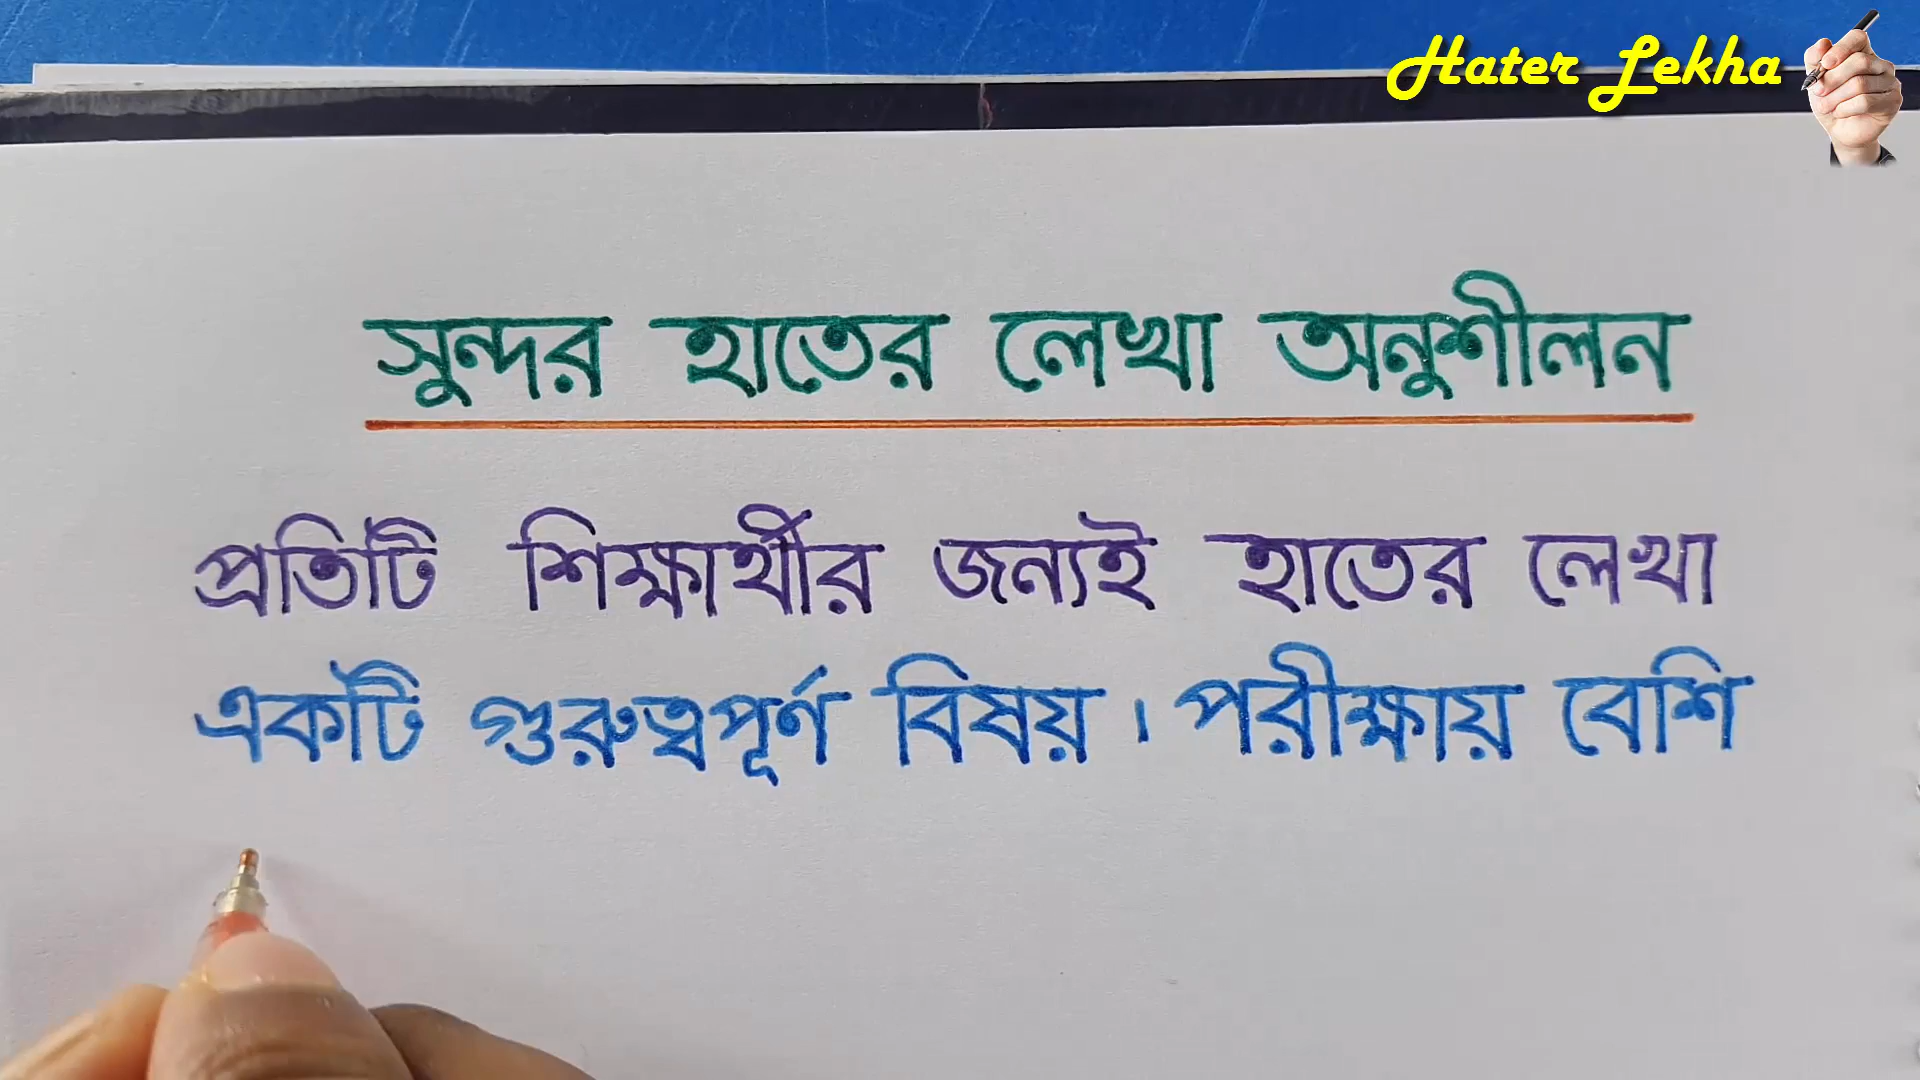 Hater Lekha
সুন্দর হাতের লেখা অনুশীলন
প্রতিটি শিক্ষার্থীর জন্যই হাতের লেখা
একটি গুরুত্বপূর্ণ বিষয়। পরীক্ষায় বেশি